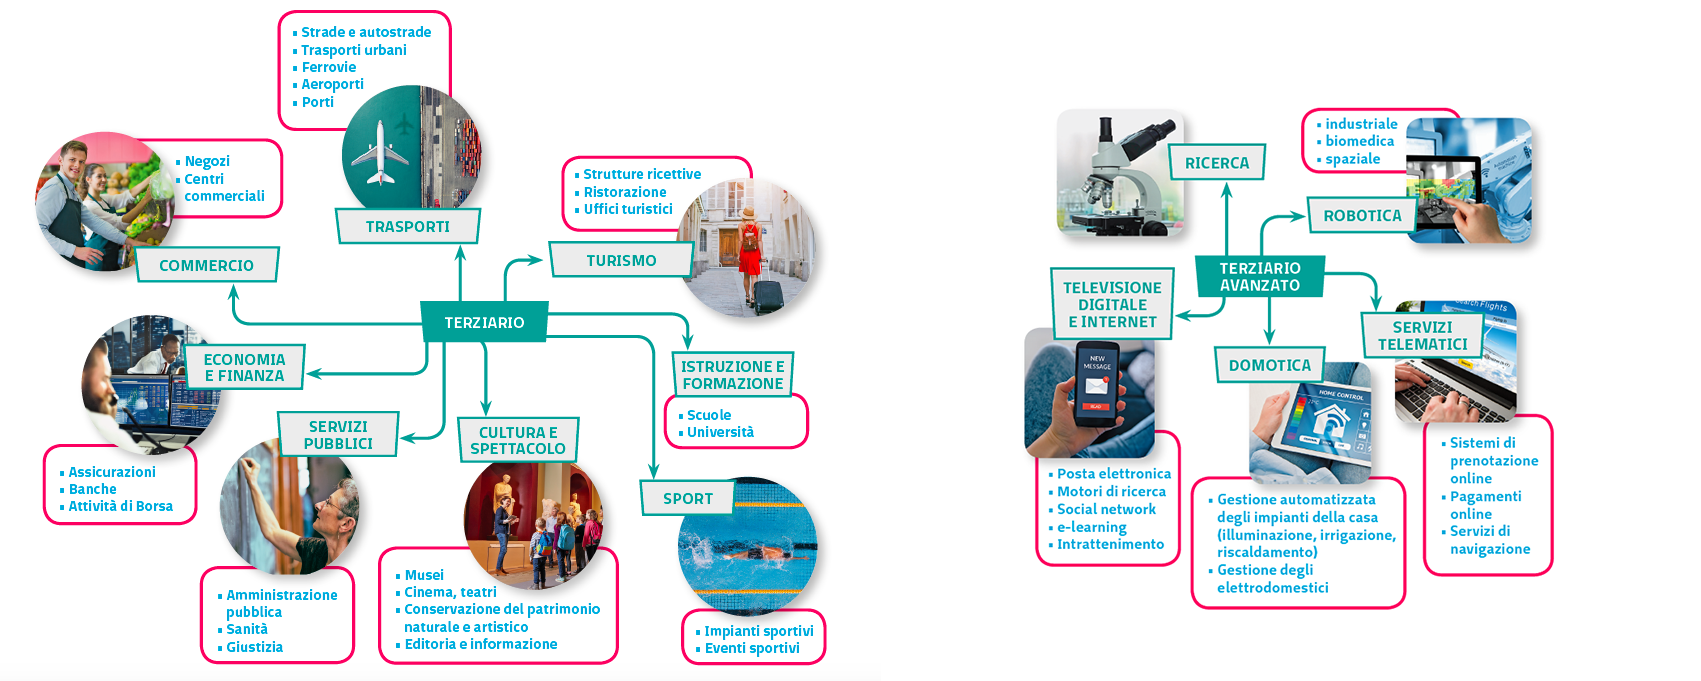 ▪ Strade e autostrade
▪ Trasporti urbani
▪ Ferrovie
▪ Aeroporti
▪ Porti
TRASPORTI
▪ Negozi
▪ Centri
commerciali
COMMERCIO
▪ Strutture ricettive
▪ Ristorazione
▪ Uffici turistici
TURISMO
TERZIARIO
ECONOMIA
E FINANZA
▪ Assicurazioni
▪ Banche
▪ Attività di Borsa
SERVIZI
PUBBLICI
▪ Amministrazione
pubblica
▪ Sanità
▪ Giustizia
CULTURA E
SPETTACOLO
▪ Musei
▪ Cinema, teatri
▪ Conservazione del patrimonio
naturale e artistico
▪ Editoria e informazione
ISTRUZIONE E
FORMAZIONE
▪ Scuole
▪ Università
SPORT
▪ Impianti sportivi
▪ Eventi sportivi
RICERCA
▪ industriale
▪ biomedica
▪ spaziale
ROBOTICA
TERZIARIO
AVANZATO
TELEVISIONE
DIGITALE
E INTERNET
NEW
MESSAGE
READ
▪ Posta elettronica
▪ Motori di ricerca
▪ Social network
▪ e-learning
▪ Intrattenimento
DOMOTICA
HOME CONTROL
▪ Gestione automatizzata
degli impianti della casa
(illuminazione, irrigazione,
riscaldamento)
▪ Gestione degli
elettrodomestici
Search Flights
SERVIZI
TELEMATICI
▪ Sistemi di
prenotazione
online
▪ Pagamenti
online
▪ Servizi di
navigazione